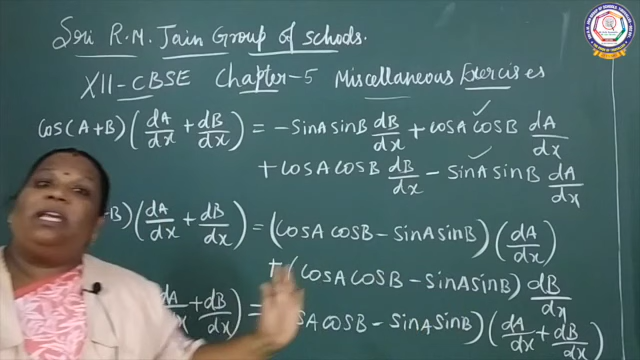 Sri R.M. Jain Group of schools.
XII-CBSE Chapter-5 Miscellaneous Exercises
cos(A+B)(dA/dx + dB/dx) = -sinA sinB dB/dx + cosA cosB dA/dx
+ cosA cosB dB/dx - sinA sinB dA/dx
-B)(dA/dx + dB/dx) = (cosA cosB - sinA sinB)(dA/dx)
+ (cosA cosB - sinA sinB) dB/dx
dA/dx + dB/dx) = sA cosB - sinA sinB)(dA/dx + dB/dx)